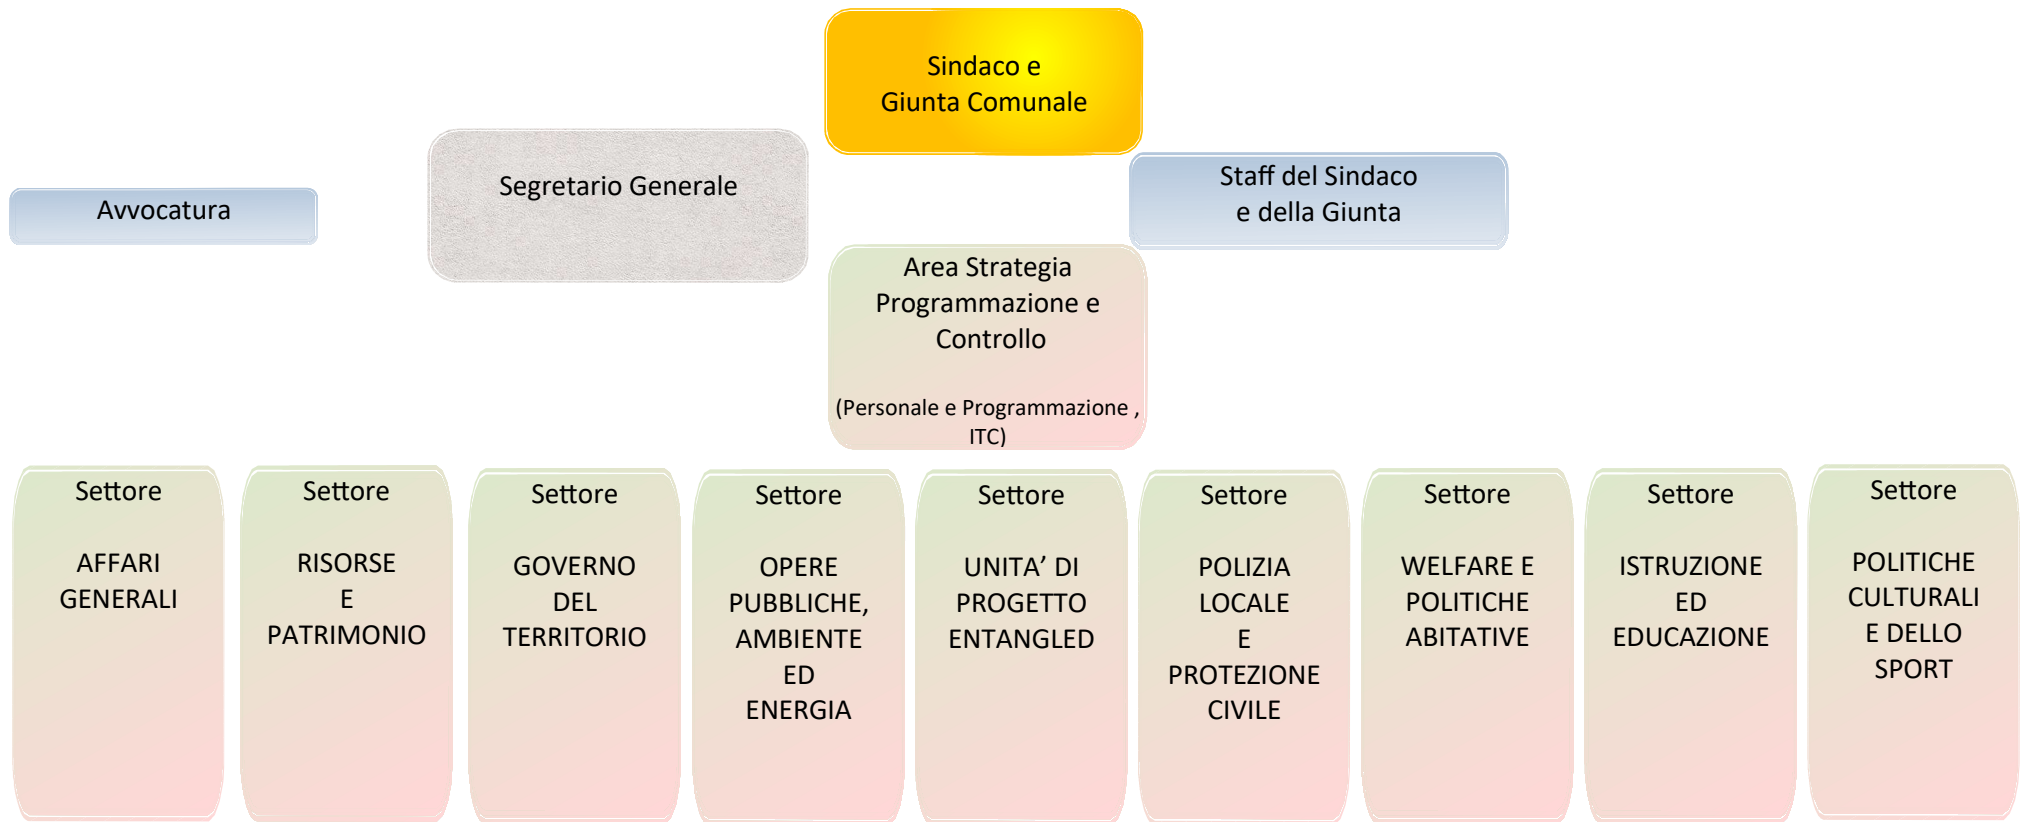 Sindaco e
Giunta Comunale
Segretario Generale
Staff del Sindaco
e della Giunta
Avvocatura
Area Strategia
Programmazione e
Controllo
(Personale e Programmazione ,
ITC)
Settore
AFFARI
GENERALI
Settore
RISORSE
E
PATRIMONIO
Settore
GOVERNO
DEL
TERRITORIO
Settore
OPERE
PUBBLICHE,
AMBIENTE
ED
ENERGIA
Settore
UNITA’ DI
PROGETTO
ENTANGLED
Settore
POLIZIA
LOCALE
E
PROTEZIONE
CIVILE
Settore
WELFARE E
POLITICHE
ABITATIVE
Settore
ISTRUZIONE
ED
EDUCAZIONE
Settore
POLITICHE
CULTURALI
E DELLO
SPORT